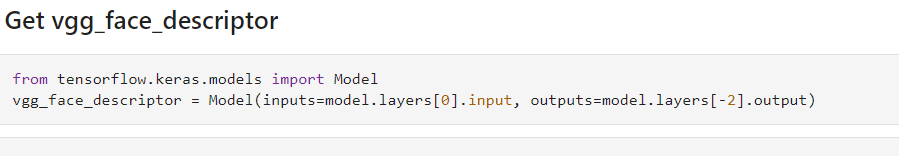 Get vgg_face_descriptor
from tensorflow.keras.models import Model
vgg_face_descriptor = Model(inputs=model.layers[0].input, outputs=model.layers[-2].output)